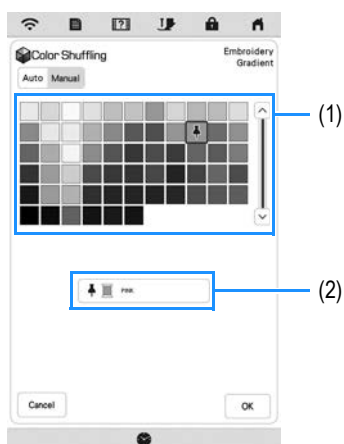 Color Shuffling
Embroidery
Gradient
Auto Manual
(1)
PINK
(2)
Cancel
OK